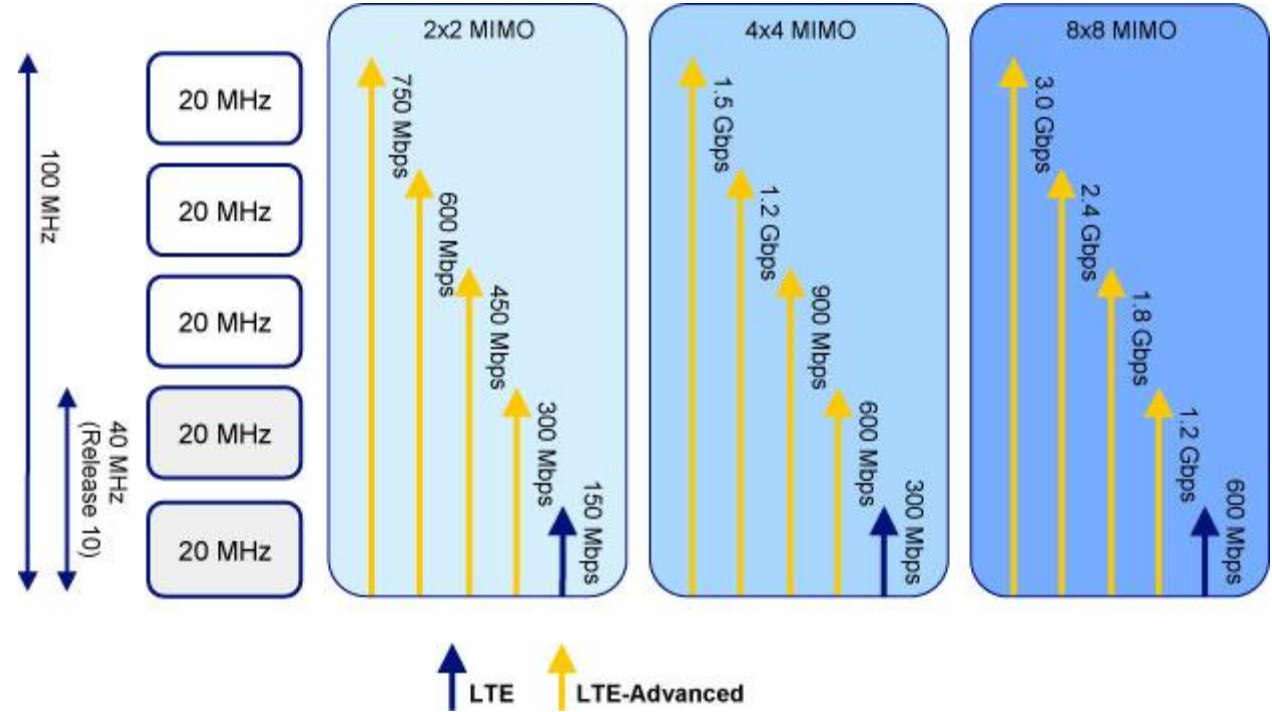 2x2 MIMO
4x4 MIMO
8x8 MIMO
100 MHz
40 MHz
(Release 10)
20 MHz
20 MHz
20 MHz
20 MHz
20 MHz
750 Mbps
600 Mbps
450 Mbps
300 Mbps
150 Mbps
1.5 Gbps
1.2 Gbps
900 Mbps
600 Mbps
300 Mbps
3.0 Gbps
2.4 Gbps
1.8 Gbps
1.2 Gbps
600 Mbps
LTE
LTE-Advanced